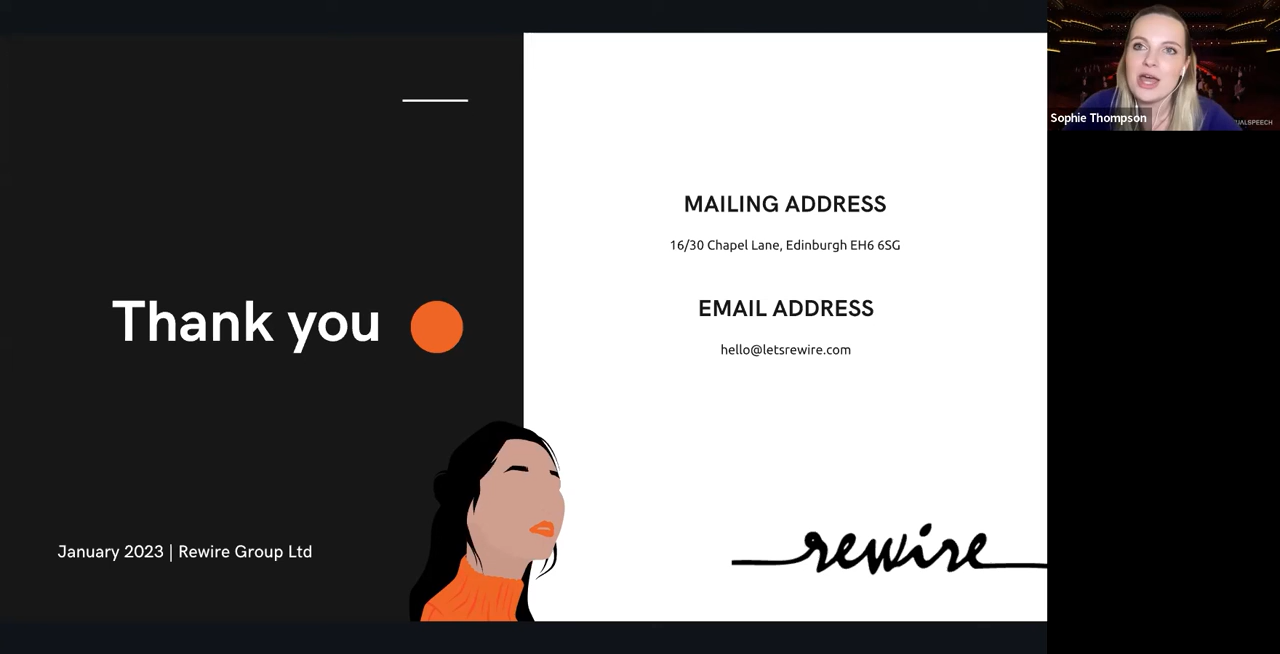 Thank you
January 2023 | Rewire Group Ltd
MAILING ADDRESS
16/30 Chapel Lane, Edinburgh EH6 6SG
EMAIL ADDRESS
hello@letsrewire.com
rewire
Sophie Thompson
UALSPEECH